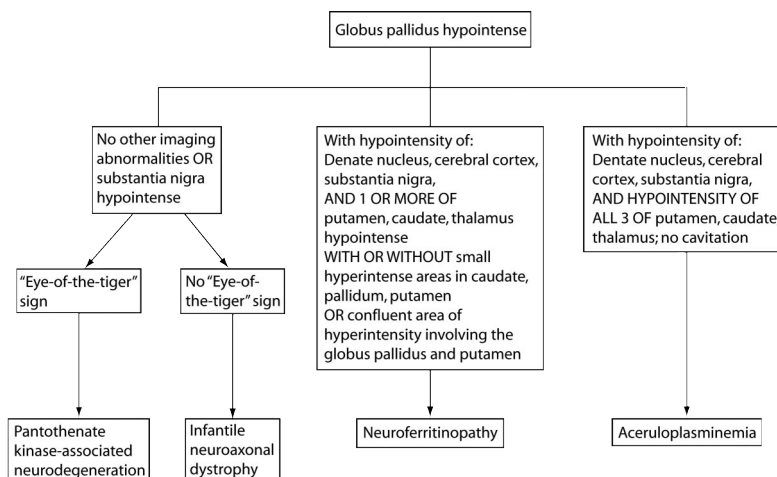 Globus pallidus hypointense
No other imaging
abnormalities OR
substantia nigra
hypointense
With hypointensity of:
Denate nucleus, cerebral cortex,
substantia nigra,
AND 1 OR MORE OF
putamen, caudate, thalamus
hypointense
WITH OR WITHOUT small
hyperintense areas in caudate,
pallidum, putamen
OR confluent area of
hyperintensity involving the
globus pallidus and putamen
With hypointensity of:
Dentate nucleus, cerebral
cortex, substantia nigra,
AND HYPOINTENSITY OF
ALL 3 OF putamen, caudate
thalamus; no cavitation
“Eye-of-the-tiger”
sign
No “Eye-of-
the-tiger” sign
Pantothenate
kinase-associated
neurodegeneration
Infantile
neuroaxonal
dystrophy
Neuroferritinopathy
Aceruloplasminemia